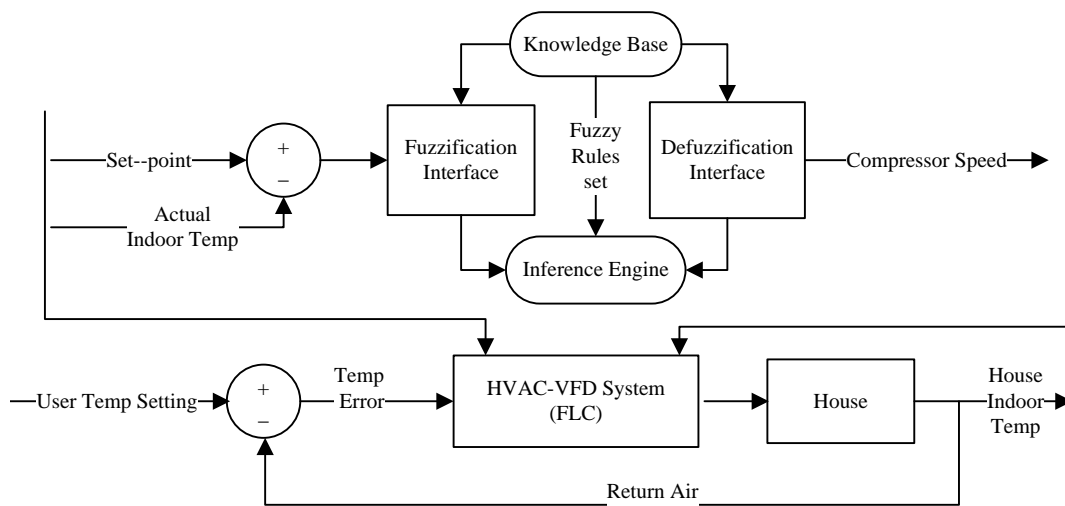 Knowledge Base
Set--point
+
−
Actual
Indoor Temp
Fuzzification
Interface
Fuzzy
Rules
set
Defuzzification
Interface
Compressor Speed
Inference Engine
User Temp Setting
+
−
Temp
Error
HVAC-VFD System
(FLC)
House
House
Indoor
Temp
Return Air